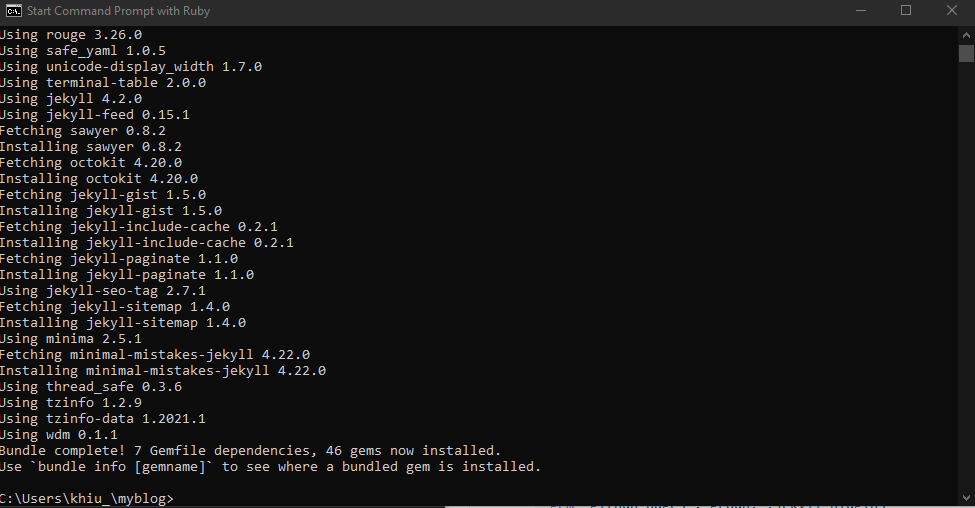 Start Command Prompt with Ruby
Using rouge 3.26.0
Using safe_yaml 1.0.5
Using unicode-display_width 1.7.0
Using terminal-table 2.0.0
Using jekyll 4.2.0
Using jekyll-feed 0.15.1
Fetching sawyer 0.8.2
Installing sawyer 0.8.2
Fetching octokit 4.20.0
Installing octokit 4.20.0
Fetching jekyll-gist 1.5.0
Installing jekyll-gist 1.5.0
Fetching jekyll-include-cache 0.2.1
Installing jekyll-include-cache 0.2.1
Fetching jekyll-paginate 1.1.0
Installing jekyll-paginate 1.1.0
Using jekyll-seo-tag 2.7.1
Fetching jekyll-sitemap 1.4.0
Installing jekyll-sitemap 1.4.0
Using minima 2.5.1
Fetching minimal-mistakes-jekyll 4.22.0
Installing minimal-mistakes-jekyll 4.22.0
Using thread_safe 0.3.6
Using tzinfo 1.2.9
Using tzinfo-data 1.2021.1
Using wdm 0.1.1
Bundle complete! 7 Gemfile dependencies, 46 gems now installed.
Use `bundle info [gemname]` to see where a bundled gem is installed.
C:\Users\khiu_\myblog>